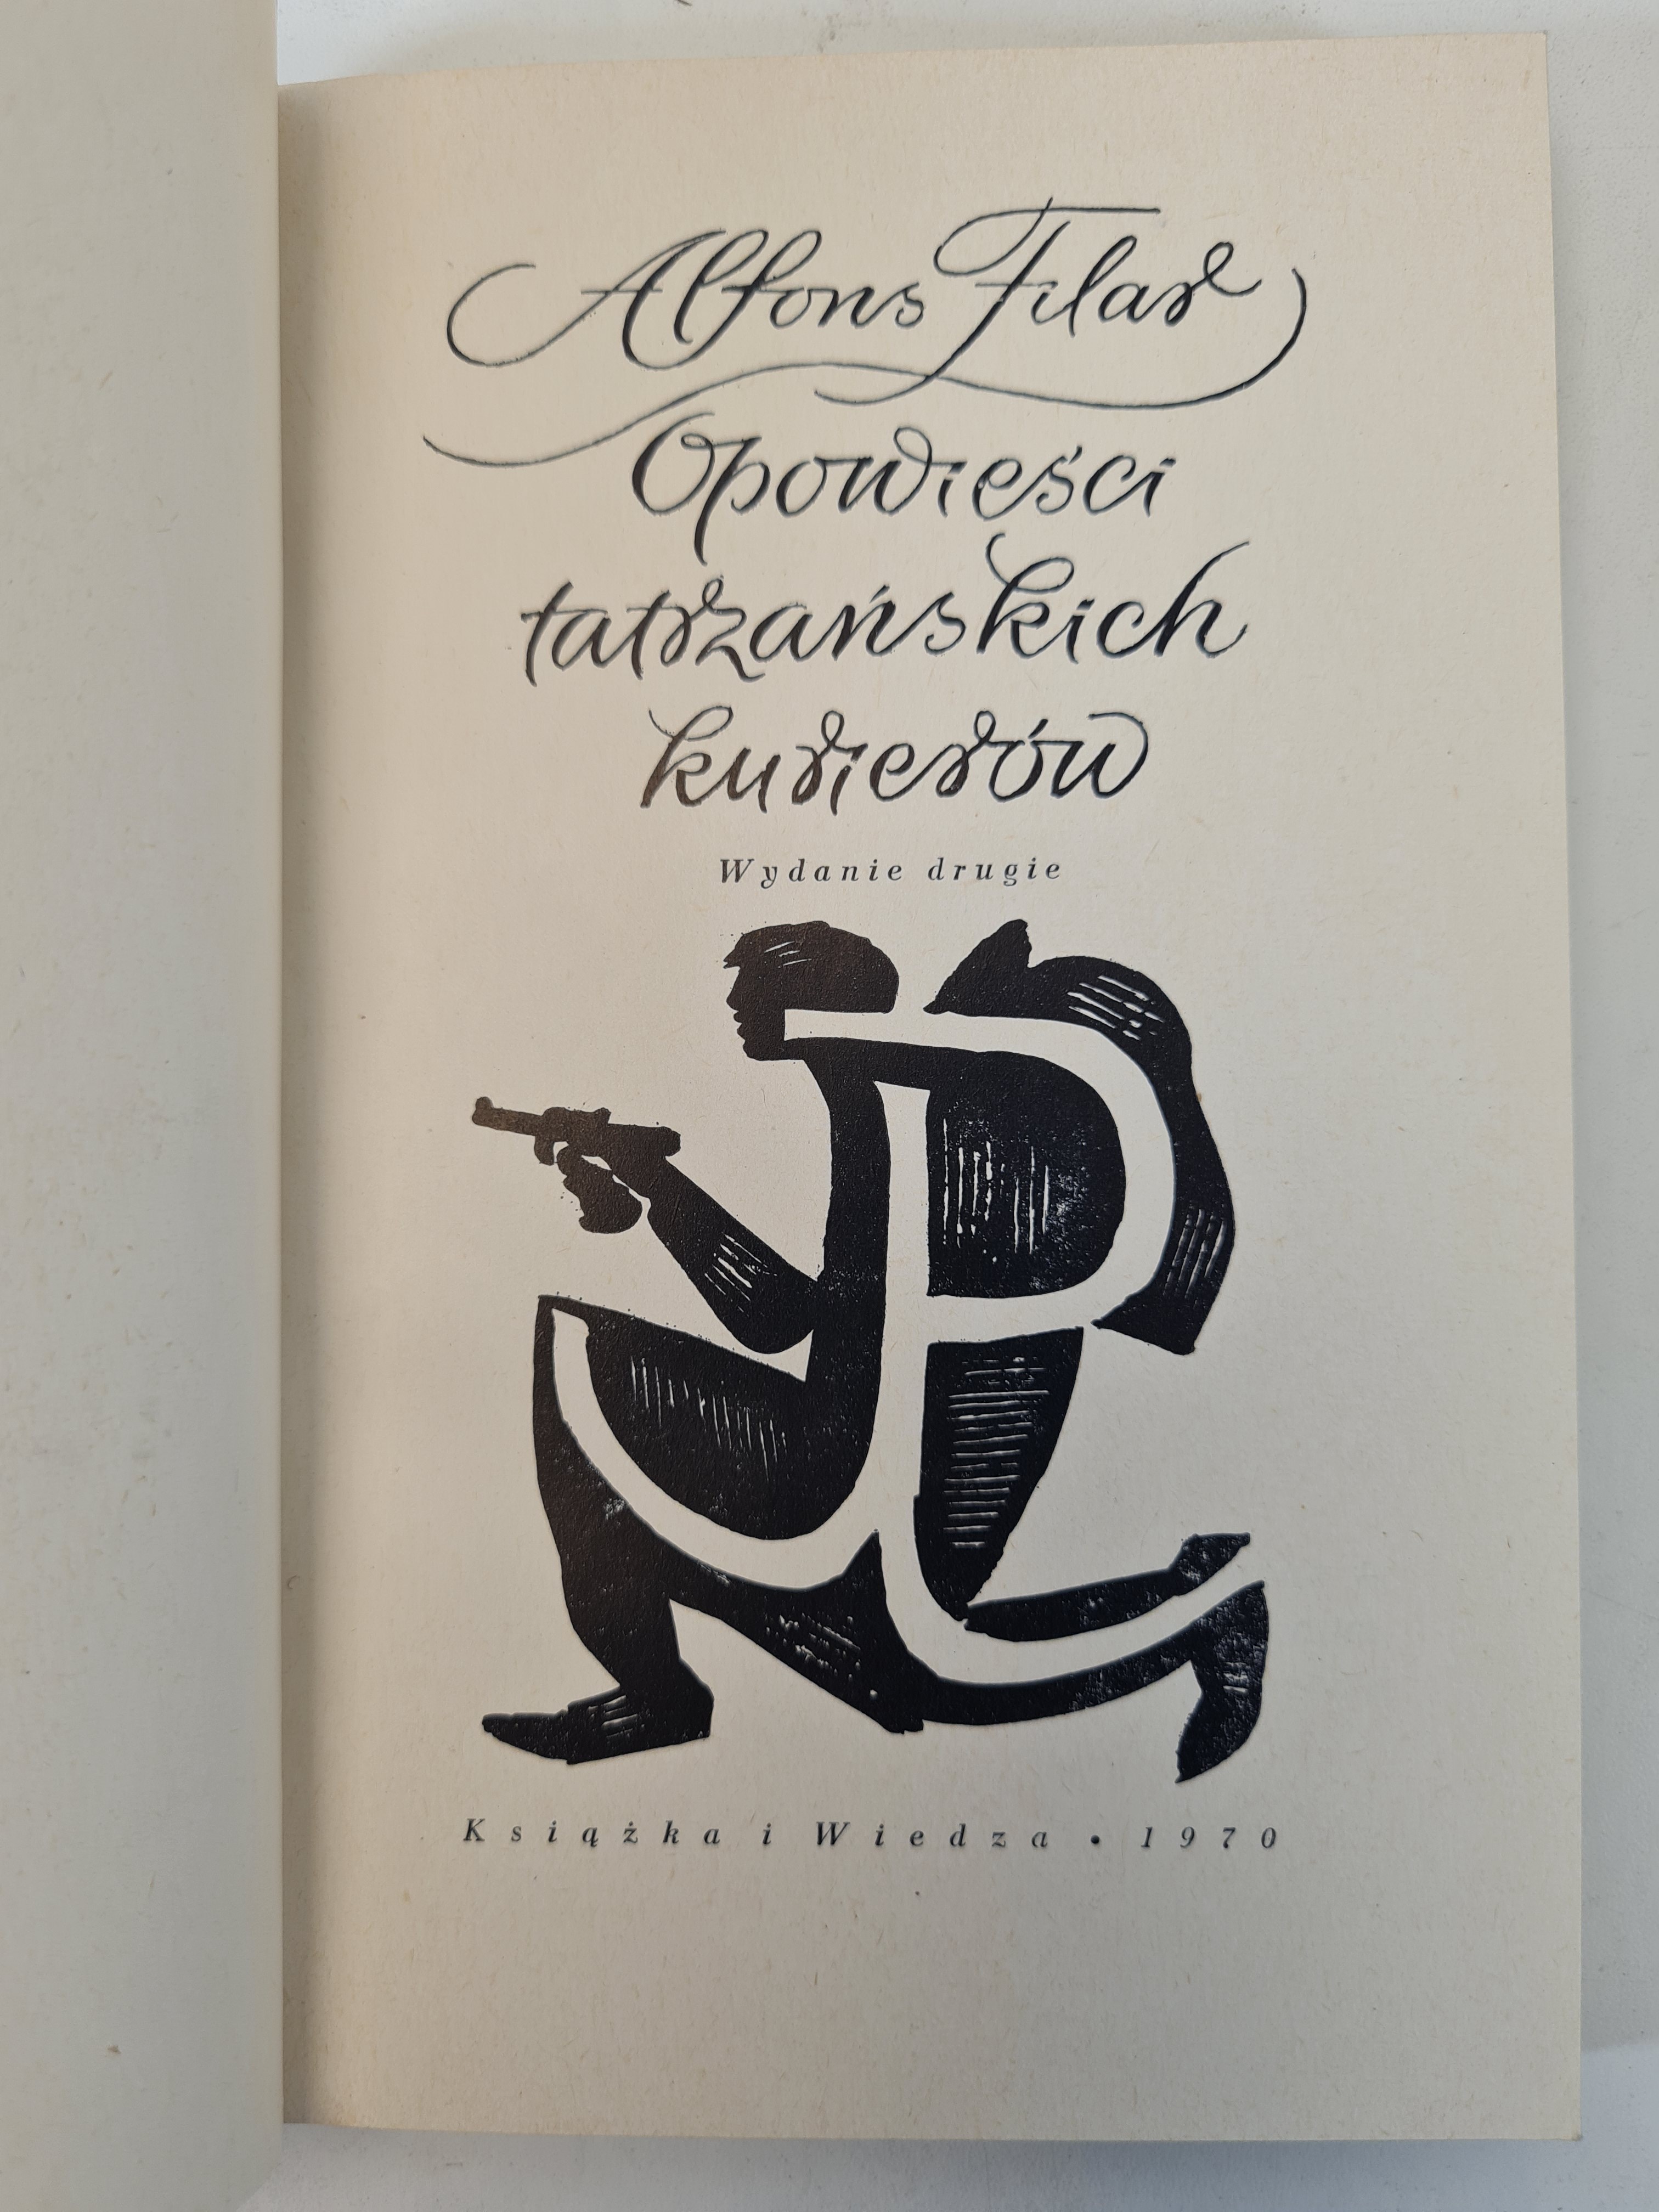 Alfons Filar
Opowieści
tatrzańskich
kurierów
Wydanie drugie
Książka i Wiedza • 1970